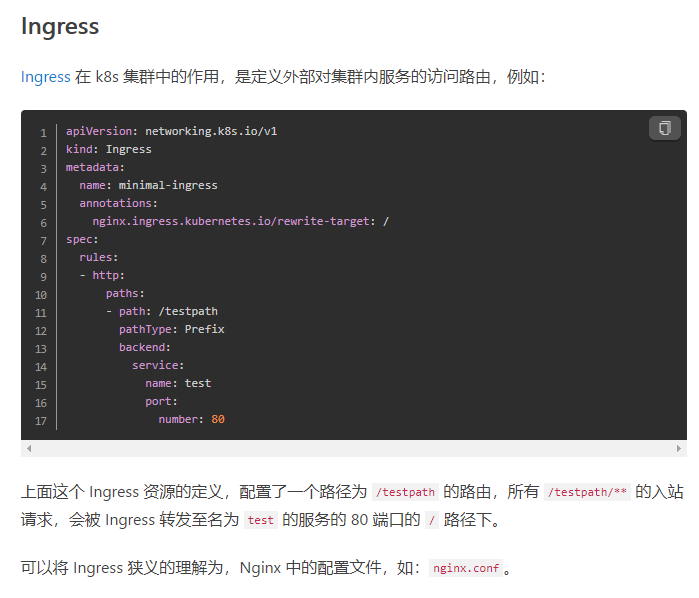 Ingress
Ingress 在 k8s 集群中的作用，是定义外部对集群内服务的访问路由，例如：
1 apiVersion: networking.k8s.io/v1
2 kind: Ingress
3 metadata:
4   name: minimal-ingress
5   annotations:
6     nginx.ingress.kubernetes.io/rewrite-target: /
7 spec:
8   rules:
9   - http:
10       paths:
11       - path: /testpath
12         pathType: Prefix
13         backend:
14           service:
15             name: test
16             port:
17               number: 80
上面这个 Ingress 资源的定义，配置了一个路径为 /testpath 的路由，所有 /testpath/** 的入站
请求，会被 Ingress 转发至名为 test 的服务的 80 端口的 / 路径下。
可以将 Ingress 狭义的理解为，Nginx 中的配置文件，如：nginx.conf。